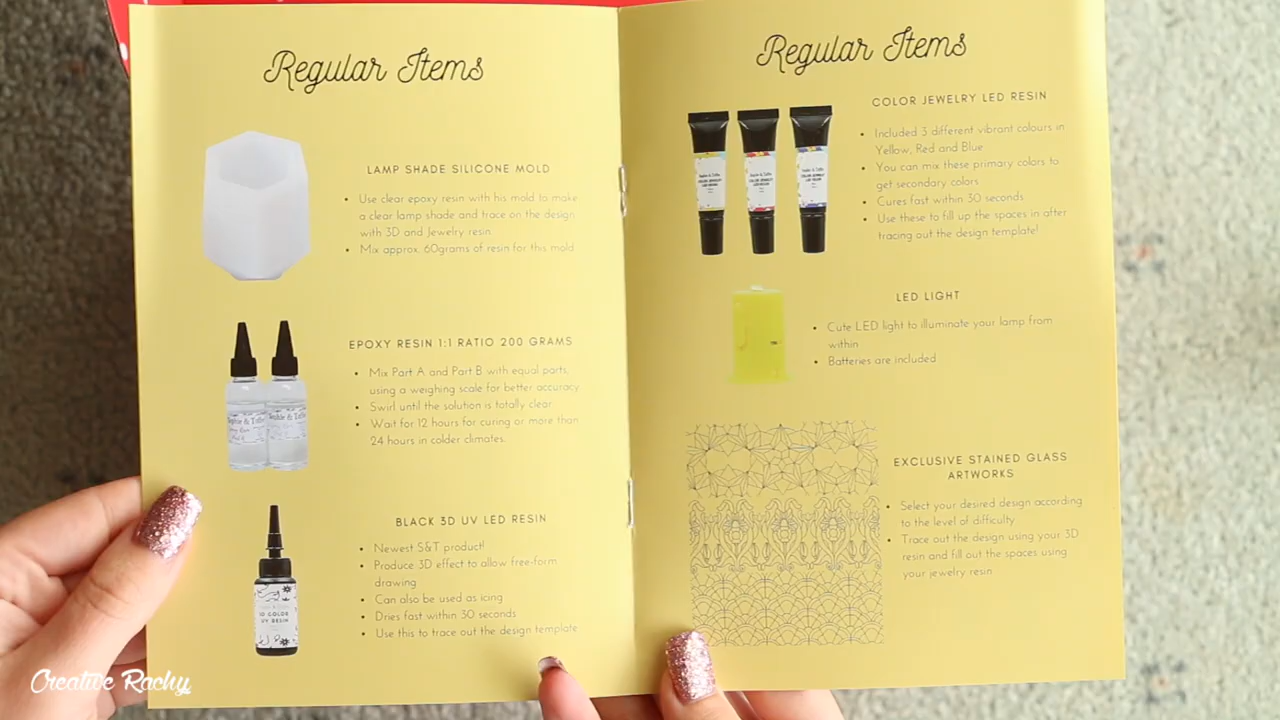 Regular Items
LAMP SHADE SILICONE MOLD
• Use clear epoxy resin with his mold to make
a clear lamp shade and trace on the design
with 3D and Jewelry resin
• Mix approx. 60grams of resin for this mold
EPOXY RESIN 1:1 RATIO 200 GRAMS
• Mix Part A and Part B with equal parts,
using a weighing scale for better accuracy
• Swirl until the solution is totally clear
• Wait for 12 hours for curing or more than
24 hours in colder climates.
BLACK 3D UV LED RESIN
• Newest S&T product!
• Produce 3D effect to allow free-form
drawing
• Can also be used as icing
• Dries fast within 30 seconds
• Use this to trace out the design template
3D COLOR
UV RESIN
Regular Items
COLOR JEWELRY LED RESIN
• Included 3 different vibrant colours in
Yellow, Red and Blue
• You can mix these primary colors to
get secondary colors
• Cures fast within 30 seconds
• Use these to fill up the spaces in after
tracing out the design template!
LED LIGHT
• Cute LED light to illuminate your lamp from
within
• Batteries are included
EXCLUSIVE STAINED GLASS
ARTWORKS
• Select your desired design according
to the level of difficulty
• Trace out the design using your 3D
resin and fill out the spaces using
your jewelry resin
Creative Rachy